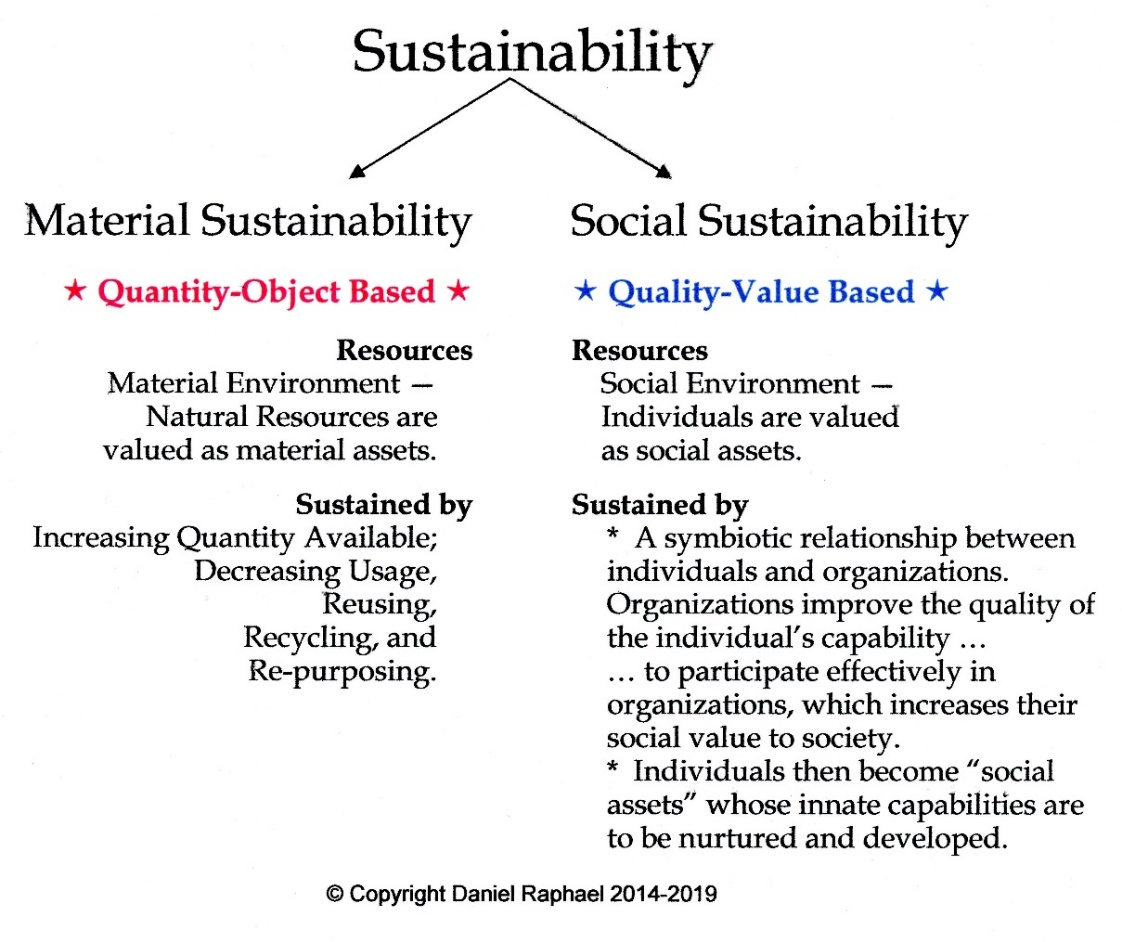 Sustainability
Material Sustainability
★ Quantity-Object Based ★
Resources
Material Environment —
Natural Resources are
valued as material assets.
Sustained by
Increasing Quantity Available;
Decreasing Usage,
Reusing,
Recycling, and
Re-purposing.
Social Sustainability
★ Quality-Value Based ★
Resources
Social Environment —
Individuals are valued
as social assets.
Sustained by
* A symbiotic relationship between
individuals and organizations.
Organizations improve the quality of
the individual's capability …
… to participate effectively in
organizations, which increases their
social value to society.
* Individuals then become "social
assets" whose innate capabilities are
to be nurtured and developed.
© Copyright Daniel Raphael 2014-2019